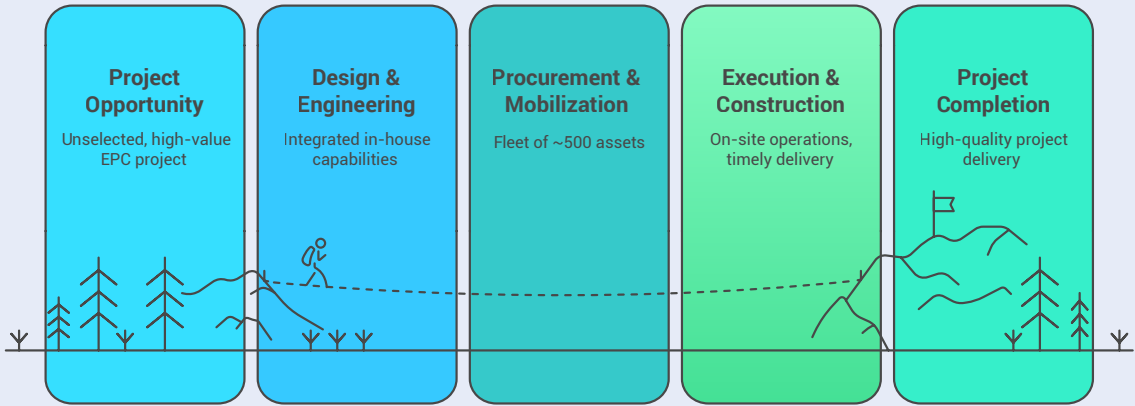 Project
Opportunity
Unselected, high-value
EPC project
Design &
Engineering
Integrated in-house
capabilities
Procurement &
Mobilization
Fleet of ~500 assets
Execution &
Construction
On-site operations,
timely delivery
Project
Completion
High-quality project
delivery